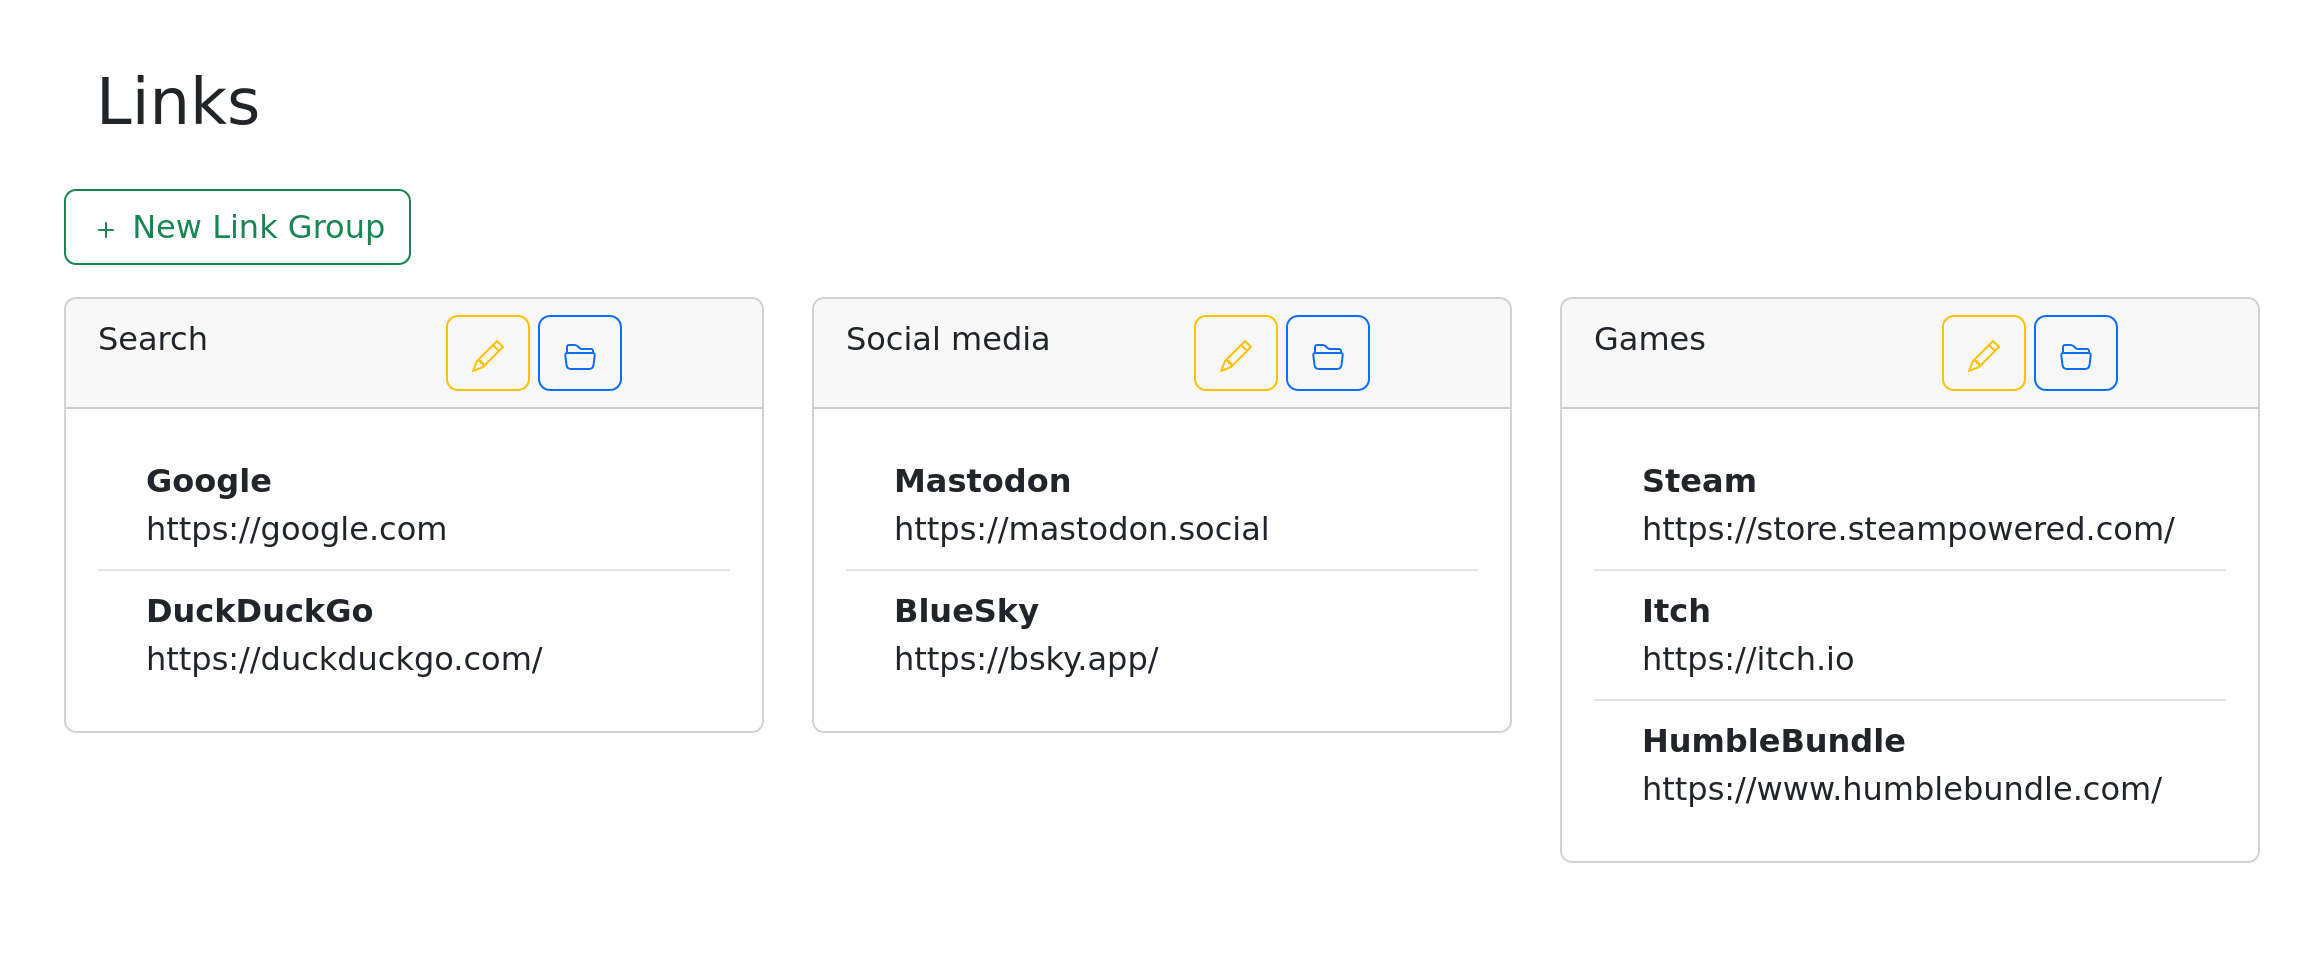 Links
+ New Link Group
Search
Google
https://google.com
DuckDuckGo
https://duckduckgo.com/
Social media
Mastodon
https://mastodon.social
BlueSky
https://bsky.app/
Games
Steam
https://store.steampowered.com/
Itch
https://itch.io
HumbleBundle
https://www.humblebundle.com/